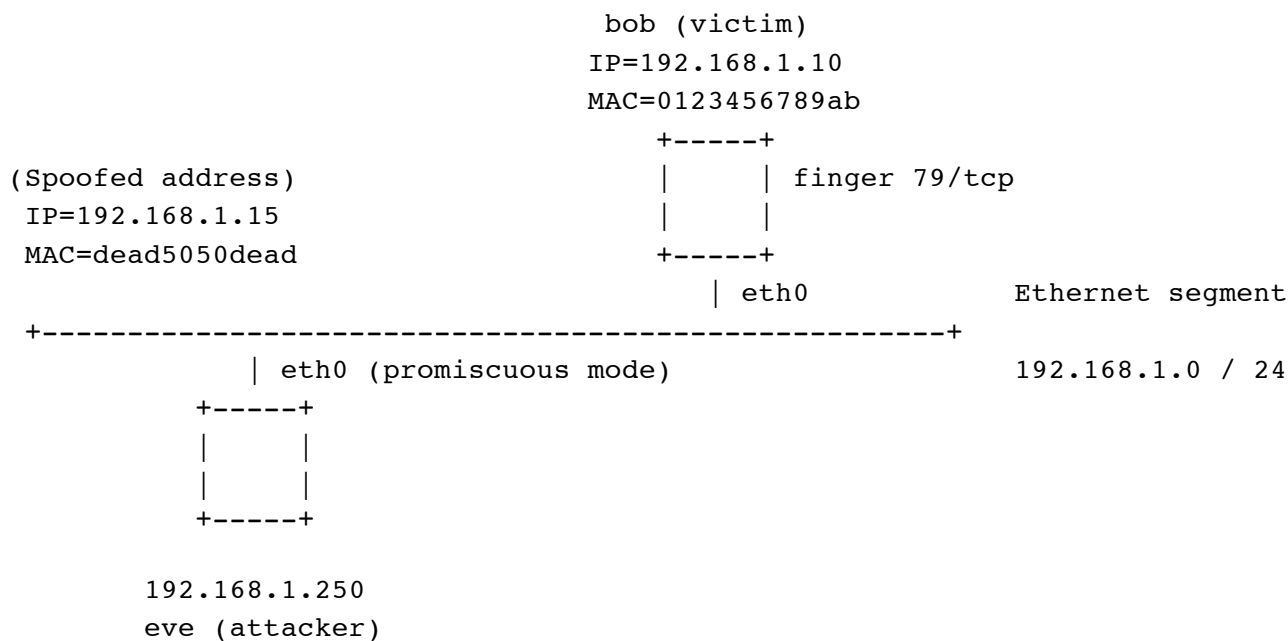 bob (victim)
IP=192.168.1.10
MAC=0123456789ab
+-----+
(Spoofed address) | | finger 79/tcp
IP=192.168.1.15 | |
MAC=dead5050dead +-----+
| eth0 Ethernet segment
+-----------------------------------------------------+
| eth0 (promiscuous mode) 192.168.1.0 / 24
+-----+
| |
| |
+-----+
192.168.1.250
eve (attacker)